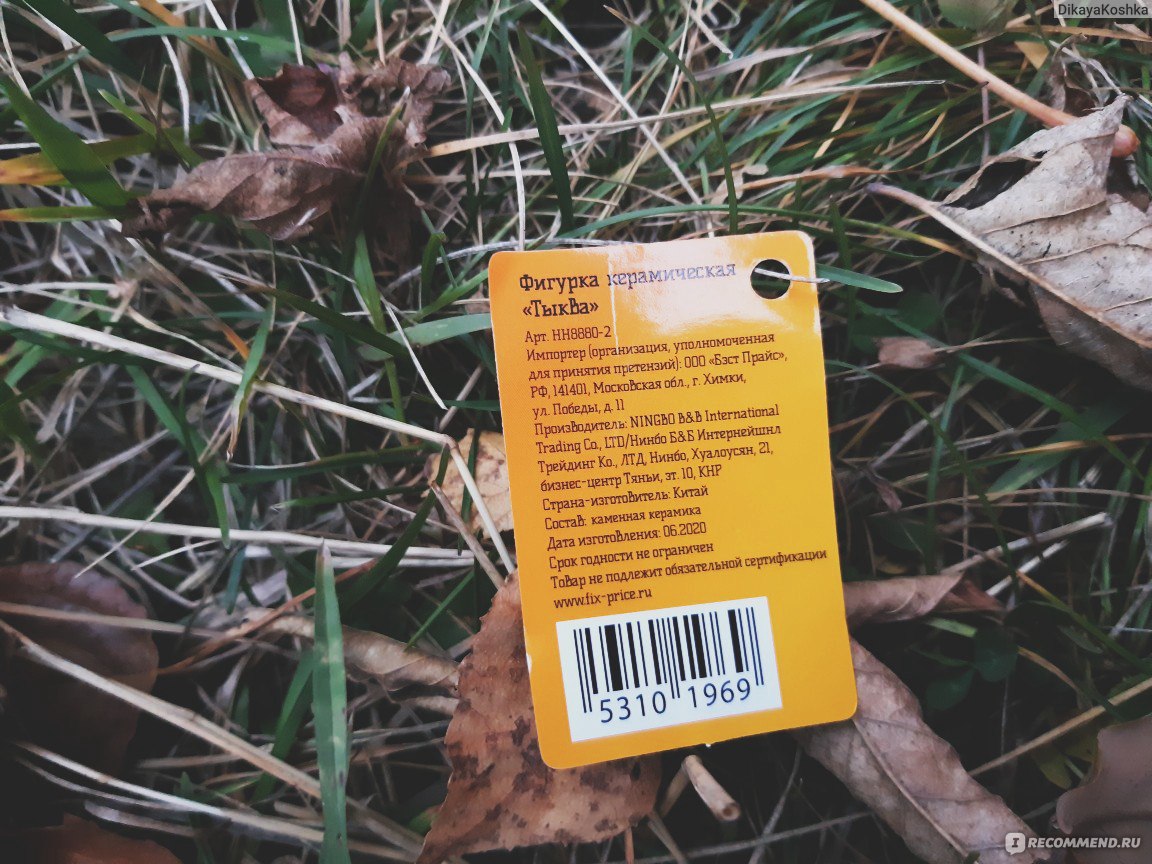 DikayaKoshka
Фигурка керамическая
«Тыква»
Арт. HH8880-2
Импортер (организация, уполномоченная
для принятия претензий): ООО «Бэст Прайс»,
РФ, 141401, Московская обл., г. Химки,
ул. Победы, д. 11
Производитель: NINGBO B&B International
Trading Co., LTD/Нинбо Б&Б Интернейшнл
Трейдинг Ко., ЛТД, Нинбо, Хуалоусян, 21,
бизнес-центр Тяньи, эт. 10, КНР
Страна-изготовитель: Китай
Состав: каменная керамика
Дата изготовления: 06.2020
Срок годности не ограничен
Товар не подлежит обязательной сертификации
www.fix-price.ru
5310 1969
I RECOMMEND.RU